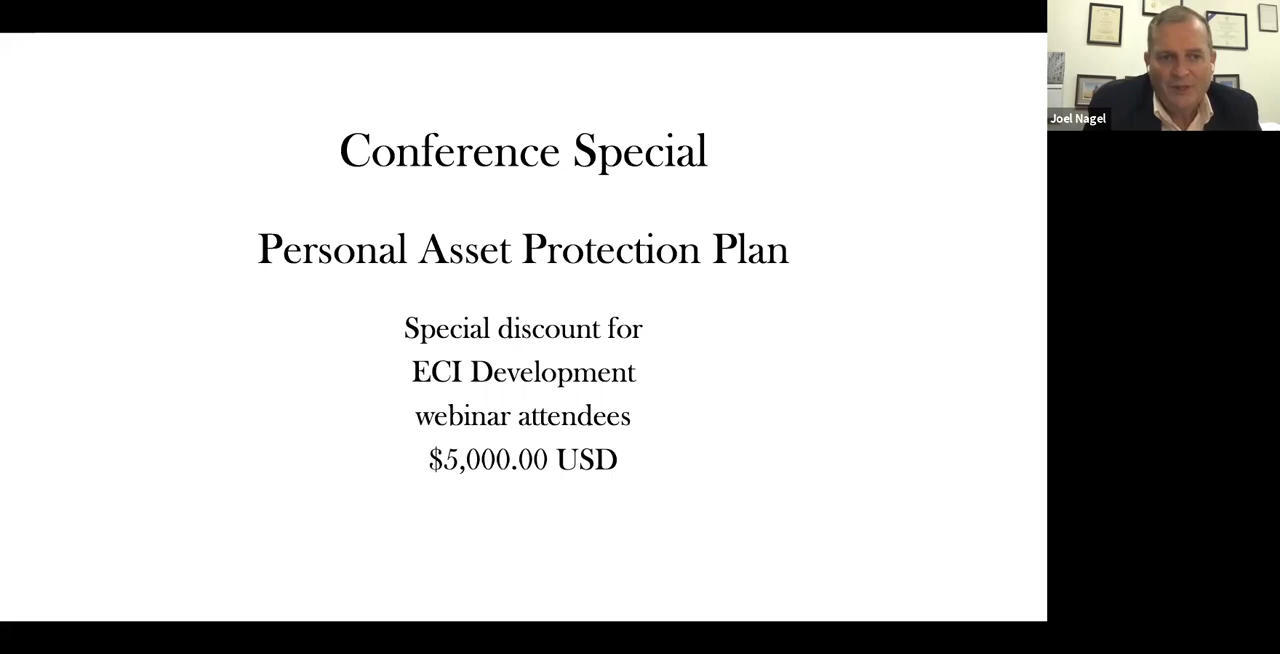 Conference Special
Personal Asset Protection Plan
Special discount for
ECI Development
webinar attendees
$5,000.00 USD
Joel Nagel